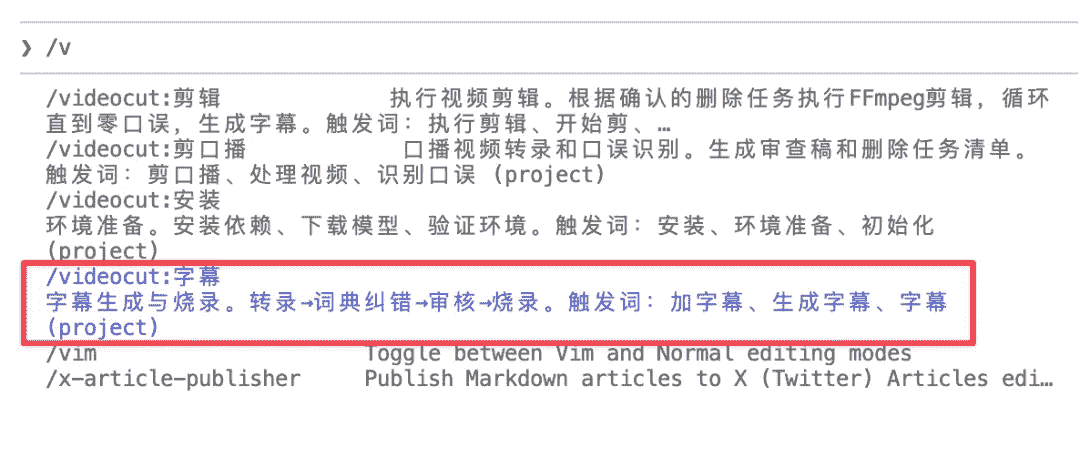 ❯ /v
/videocut:剪辑 执行视频剪辑。根据确认的删除任务执行FFmpeg剪辑，循环
直到零口误，生成字幕。触发词：执行剪辑、开始剪、…
/videocut:剪口播 口播视频转录和口误识别。生成审查稿和删除任务清单。
触发词：剪口播、处理视频、识别口误 (project)
/videocut:安装
环境准备。安装依赖、下载模型、验证环境。触发词：安装、环境准备、初始化
(project)
/videocut:字幕
字幕生成与烧录。转录→词典纠错→审核→烧录。触发词：加字幕、生成字幕、字幕
(project)
/vim Toggle between Vim and Normal editing modes
/x-article-publisher Publish Markdown articles to X (Twitter) Articles edi…